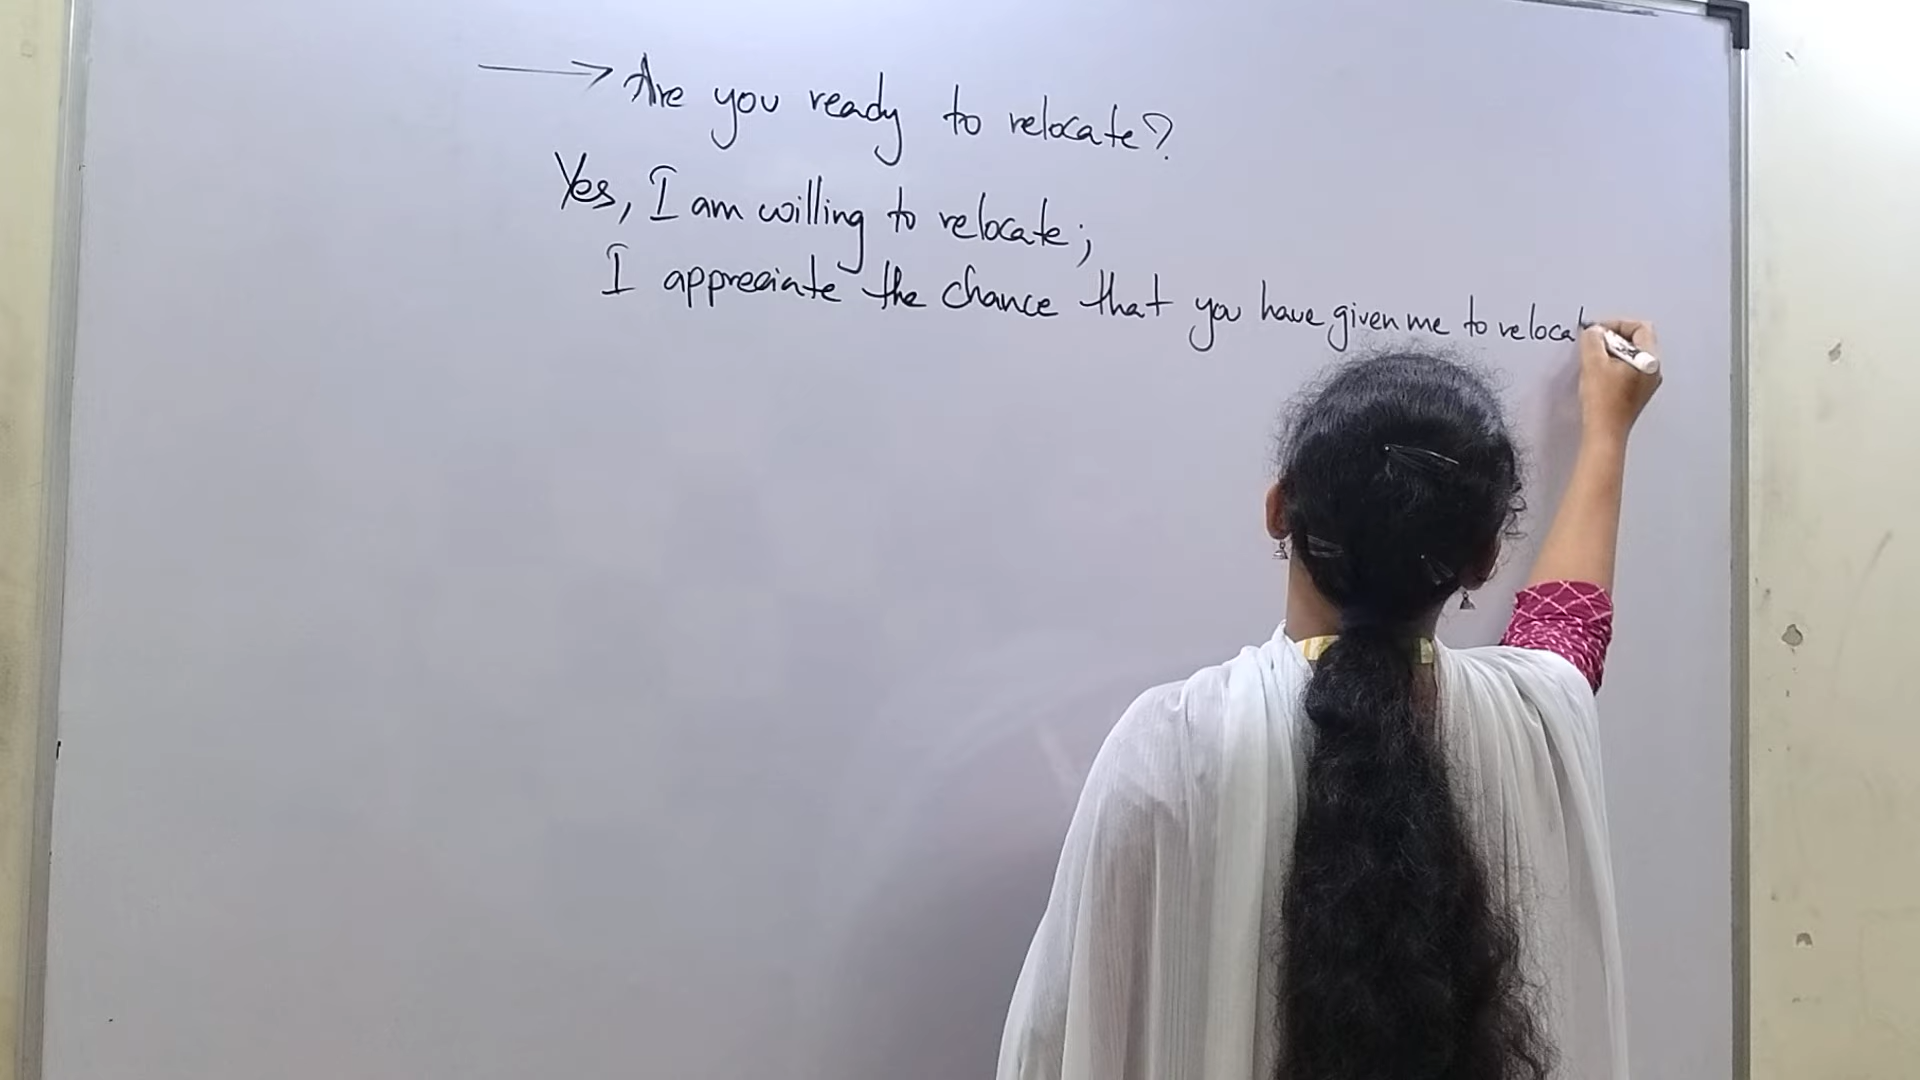 → Are you ready to relocate?
Yes, I am willing to relocate;
I appreciate the chance that you have given me to relocat